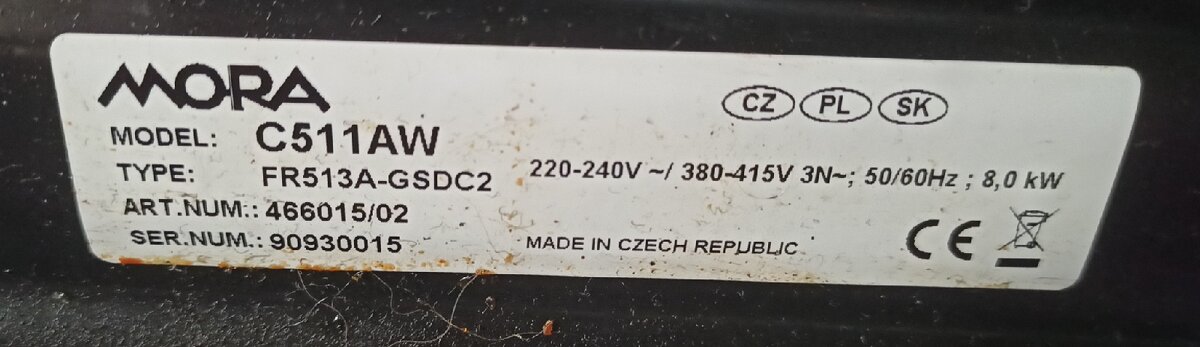 MORA
CZ PL SK
MODEL: C511AW
TYPE: FR513A-GSDC2
220-240V ~/ 380-415V 3N~; 50/60Hz ; 8,0 kW
ART.NUM.: 466015/02
SER.NUM.: 90930015
MADE IN CZECH REPUBLIC
CE